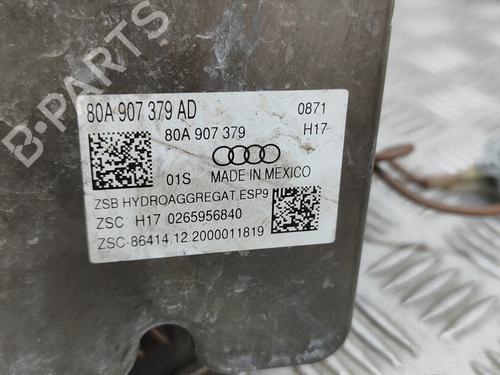 80A 907 379 AD 0871
80A 907 379 H17
01S MADE IN MEXICO
ZSB HYDROAGGREGAT ESP9
ZSC H17 0265956840
ZSC-86414.12.2000011819
B-PARTS